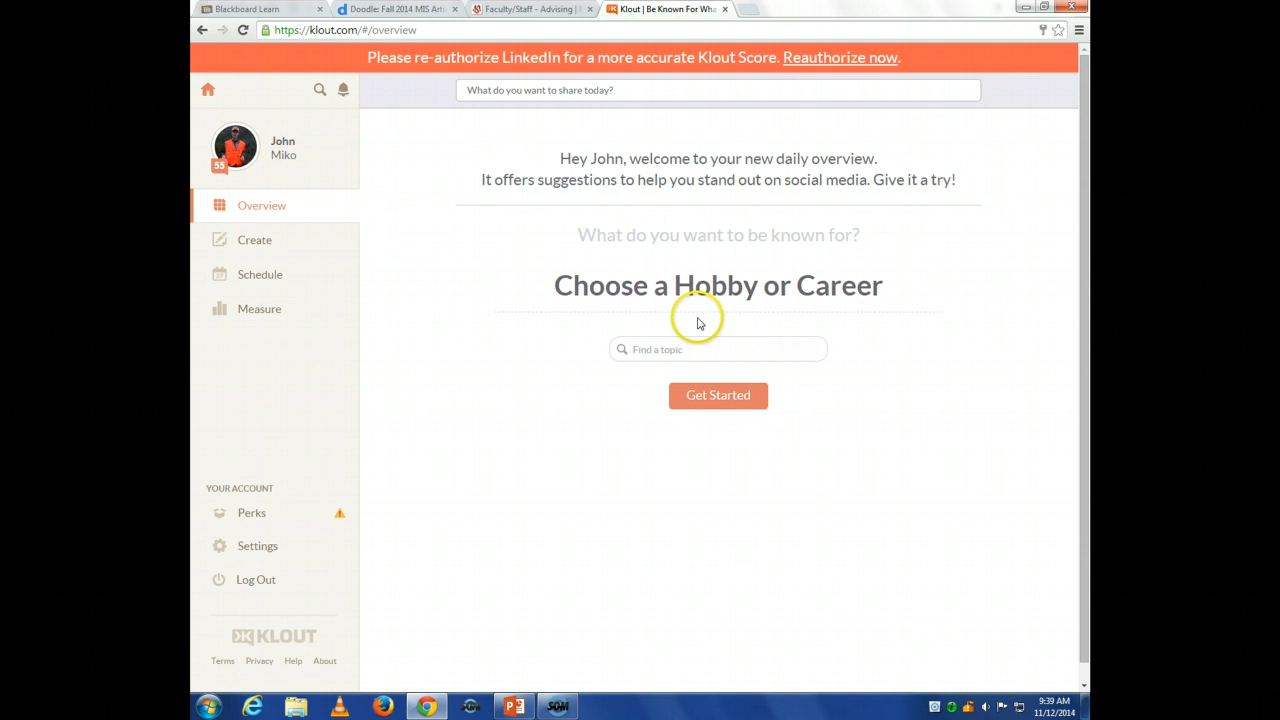 Blackboard Learn
Doodle: Fall 2014 MIS Arti
Faculty/Staff - Advising |
Klout | Be Known For Wha
https://klout.com/#/overview
Please re-authorize LinkedIn for a more accurate Klout Score. Reauthorize now.
What do you want to share today?
John
Miko
55
Hey John, welcome to your new daily overview.
It offers suggestions to help you stand out on social media. Give it a try!
Overview
Create
Schedule
Measure
What do you want to be known for?
Choose a Hobby or Career
Find a topic
Get Started
YOUR ACCOUNT
Perks
Settings
Log Out
KLOUT
Terms Privacy Help About
9:39 AM
11/12/2014